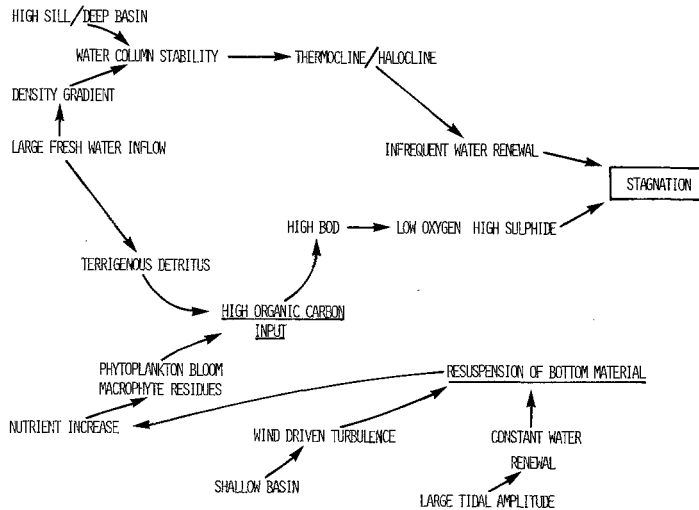 HIGH SILL/DEEP BASIN
WATER COLUMN STABILITY
THERMOCLINE/HALOCLINE
DENSITY GRADIENT
LARGE FRESH WATER INFLOW
INFREQUENT WATER RENEWAL
STAGNATION
HIGH BOD
LOW OXYGEN HIGH SULPHIDE
TERRIGENOUS DETRITUS
HIGH ORGANIC CARBON
INPUT
PHYTOPLANKTON BLOOM
MACROPHYTE RESIDUES
RESUSPENSION OF BOTTOM MATERIAL
NUTRIENT INCREASE
WIND DRIVEN TURBULENCE
CONSTANT WATER
RENEWAL
SHALLOW BASIN
LARGE TIDAL AMPLITUDE